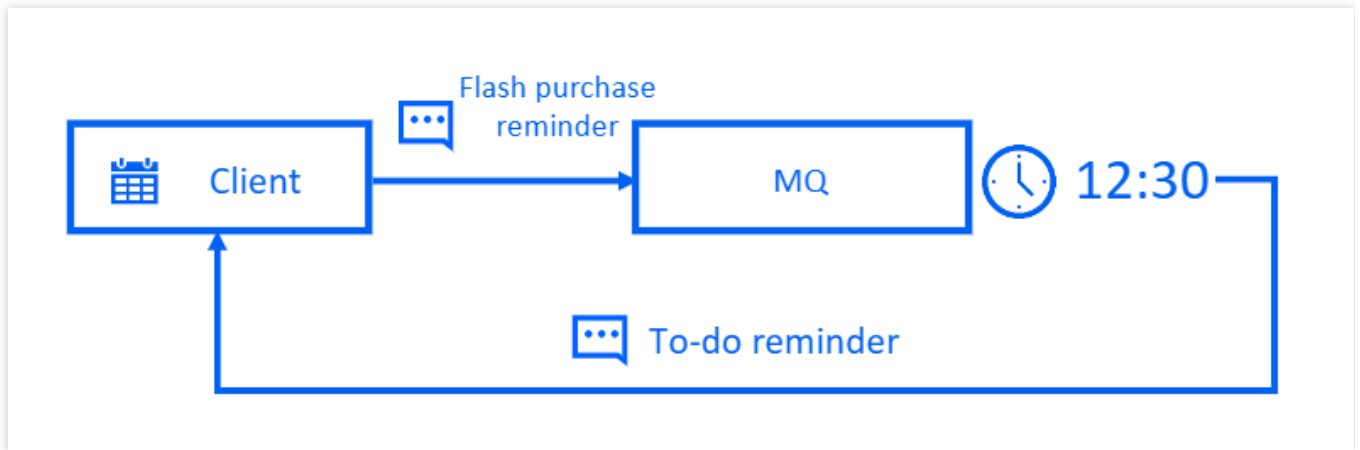 Flash purchase
reminder
Client
MQ
12:30
To-do reminder